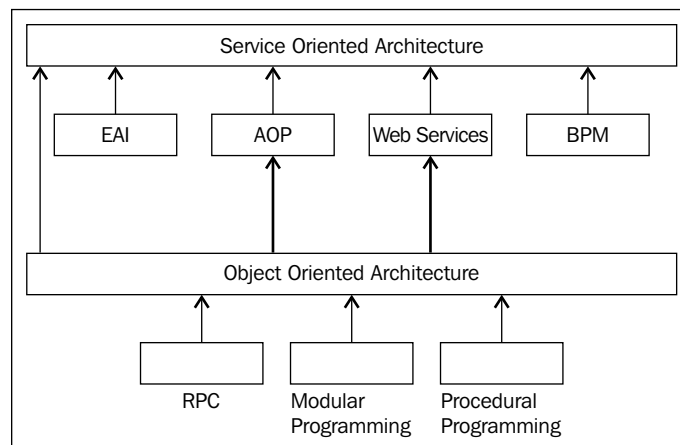 Service Oriented Architecture
EAI
AOP
Web Services
BPM
Object Oriented Architecture
RPC
Modular
Programming
Procedural
Programming